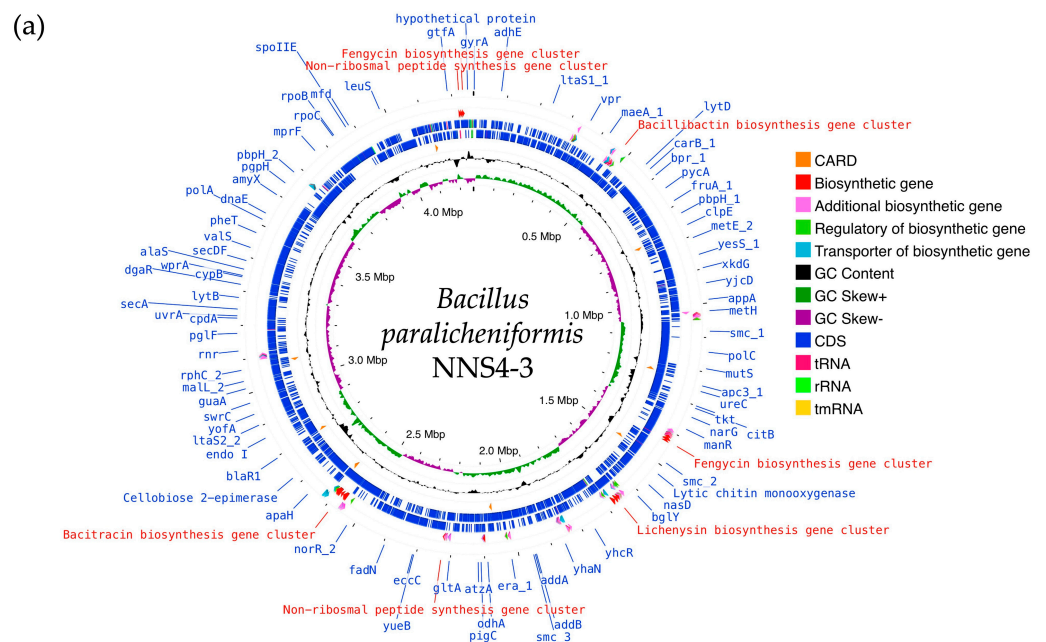 (a)
hypothetical protein
gtfA
adhE
gyrA
spoIIE
Fengycin biosynthesis gene cluster
Non-ribosmal peptide synthesis gene cluster
leuS
ltaS1_1
rpoB
mfd
vpr
rpoC
maeA_1
lytD
mprF
Bacillibactin biosynthesis gene cluster
carB_1
pbpH_2
bpr_1
pgpH
pycA
amyX
fruA_1
polA
pbpH_1
dnaE
clpE
pheT
metE_2
valS
yesS_1
alaS
secDF
wprA
xkdG
dgaR
cypB
yjcD
lytB
appA
secA
metH
uvrA
cpdA
smc_1
pglF
polC
rnr
mutS
rphC_2
malL_2
apc3_1
guaA
ureC
swrC
tkt
yofA
narG
citB
ltaS2_2
manR
endo I
Fengycin biosynthesis gene cluster
blaR1
smc_2
Cellobiose 2−epimerase
Lytic chitin monooxygenase
nasD
apaH
bglY
Bacitracin biosynthesis gene cluster
Lichenysin biosynthesis gene cluster
norR_2
yhcR
fadN
yhaN
eccC
addA
gltA
atzA
era_1
Non-ribosmal peptide synthesis gene cluster
yueB
odhA
addB
pigC
smc_3
0.5 Mbp
1.0 Mbp
1.5 Mbp
2.0 Mbp
2.5 Mbp
3.0 Mbp
3.5 Mbp
4.0 Mbp
Bacillus
paralicheniformis
NNS4-3
CARD
Biosynthetic gene
Additional biosynthetic gene
Regulatory of biosynthetic gene
Transporter of biosynthetic gene
GC Content
GC Skew+
GC Skew-
CDS
tRNA
rRNA
tmRNA